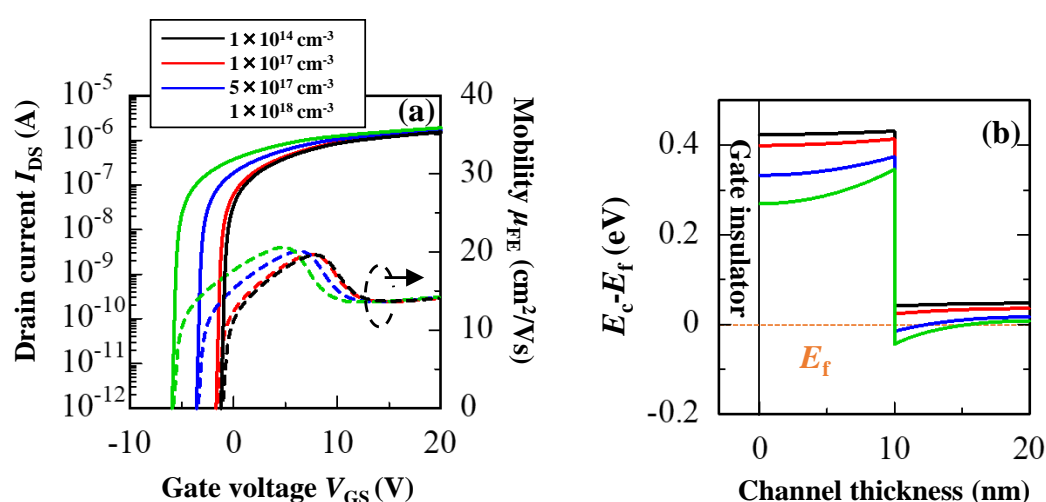 1×10¹⁴ cm⁻³
1×10¹⁷ cm⁻³
5×10¹⁷ cm⁻³
1×10¹⁸ cm⁻³
(a)
Drain current I_DS (A)
10⁻⁵
10⁻⁶
10⁻⁷
10⁻⁸
10⁻⁹
10⁻¹⁰
10⁻¹¹
10⁻¹²
-10
0
10
20
Gate voltage V_GS (V)
40
30
20
10
0
Mobility μ_FE (cm²/Vs)
(b)
E_c-E_f (eV)
0.4
0.2
0
-0.2
Gate insulator
E_f
0
10
20
Channel thickness (nm)